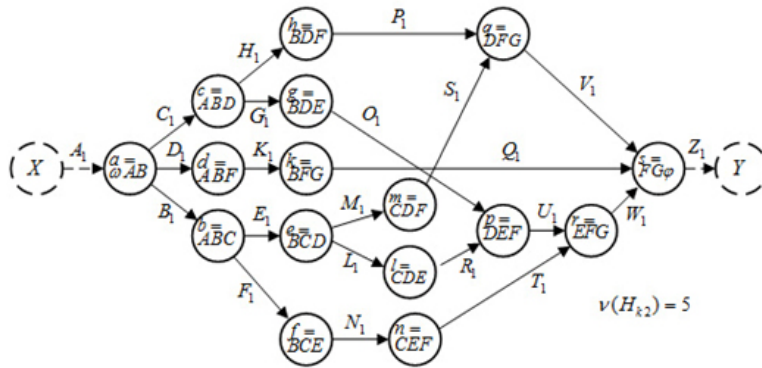 h=
BDF
P₁
q=
DFG
H₁
S₁
V₁
c=
ABD
g=
BDE
C₁
G₁
O₁
X
A₁
a=
ωAB
D₁
d=
ABF
K₁
k=
BFG
Q₁
s=
FGφ
Z₁
Y
M₁
m=
CDF
B₁
b=
ABC
E₁
e=
BCD
p=
DEF
U₁
r=
EFG
W₁
L₁
l=
CDE
R₁
F₁
T₁
f=
BCE
N₁
n=
CEF
ν(Hₖ₂) = 5